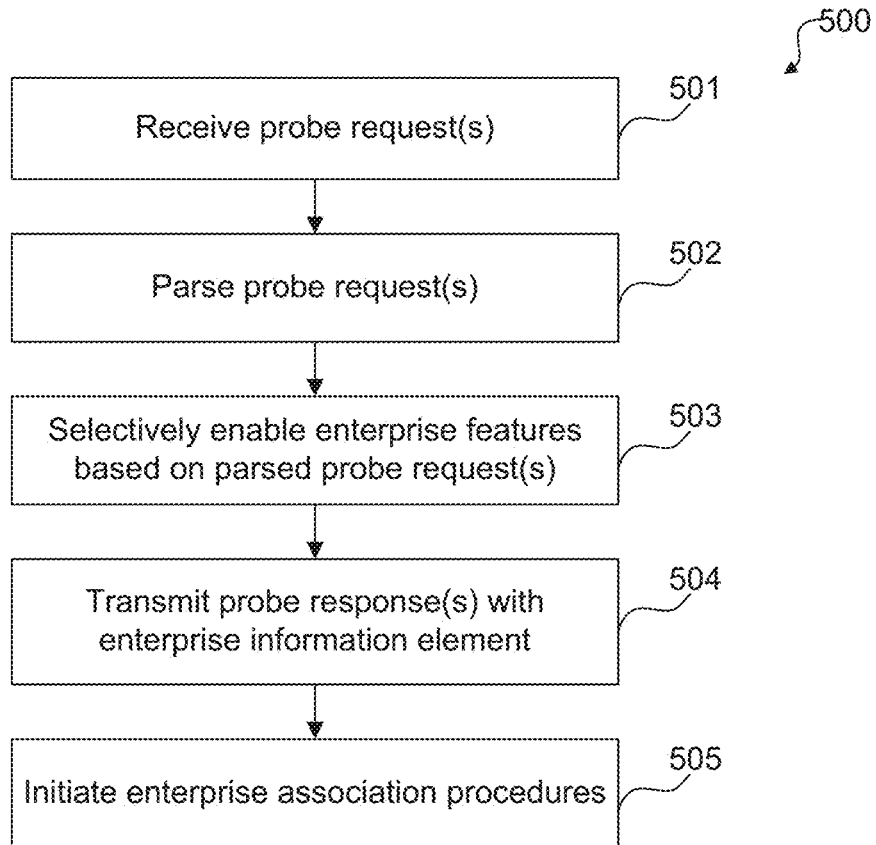 500
501
Receive probe request(s)
502
Parse probe request(s)
503
Selectively enable enterprise features
based on parsed probe request(s)
504
Transmit probe response(s) with
enterprise information element
505
Initiate enterprise association procedures